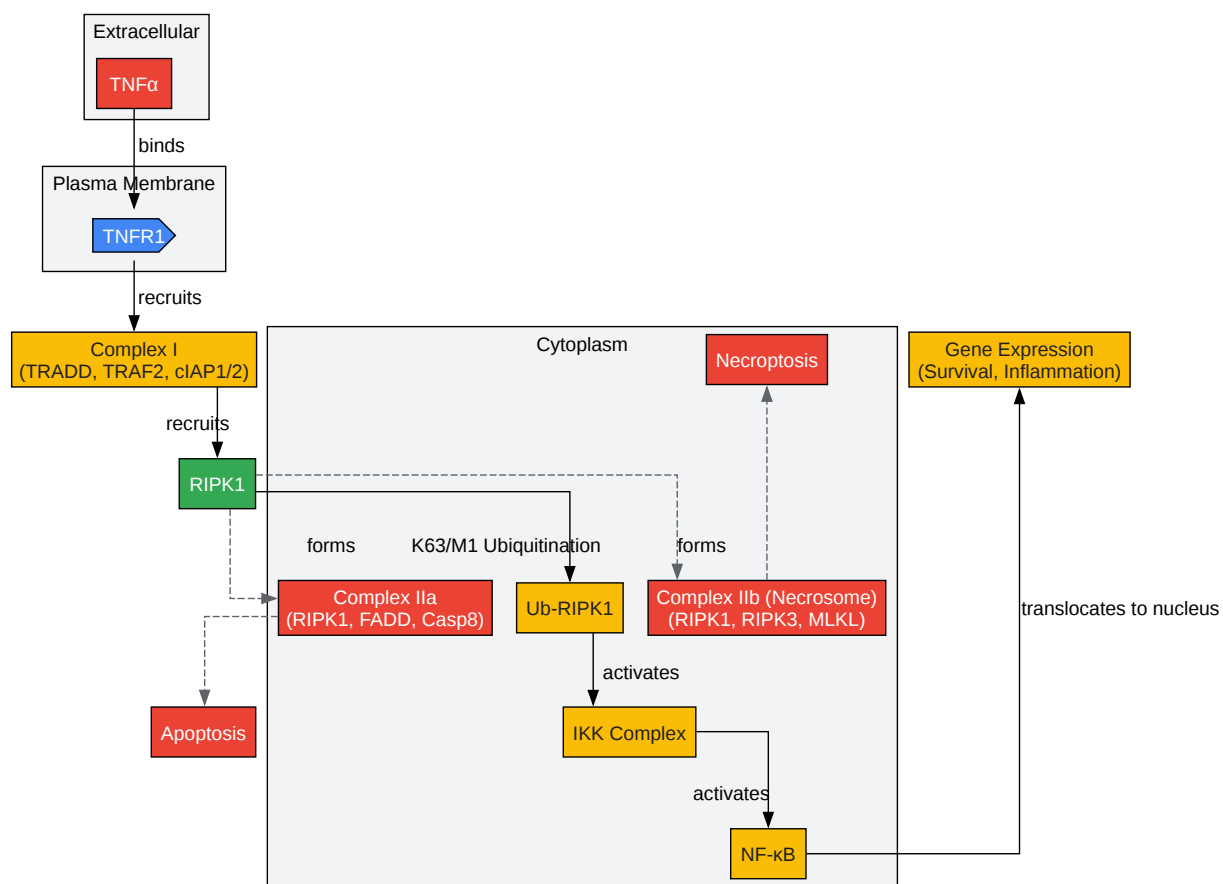 Extracellular
TNFα
binds
Plasma Membrane
TNFR1
recruits
Complex I
(TRADD, TRAF2, cIAP1/2)
Cytoplasm
Necroptosis
Gene Expression
(Survival, Inflammation)
recruits
RIPK1
forms
K63/M1 Ubiquitination
forms
Complex IIa
(RIPK1, FADD, Casp8)
Ub-RIPK1
Complex IIb (Necrosome)
(RIPK1, RIPK3, MLKL)
translocates to nucleus
activates
Apoptosis
IKK Complex
activates
NF-κB